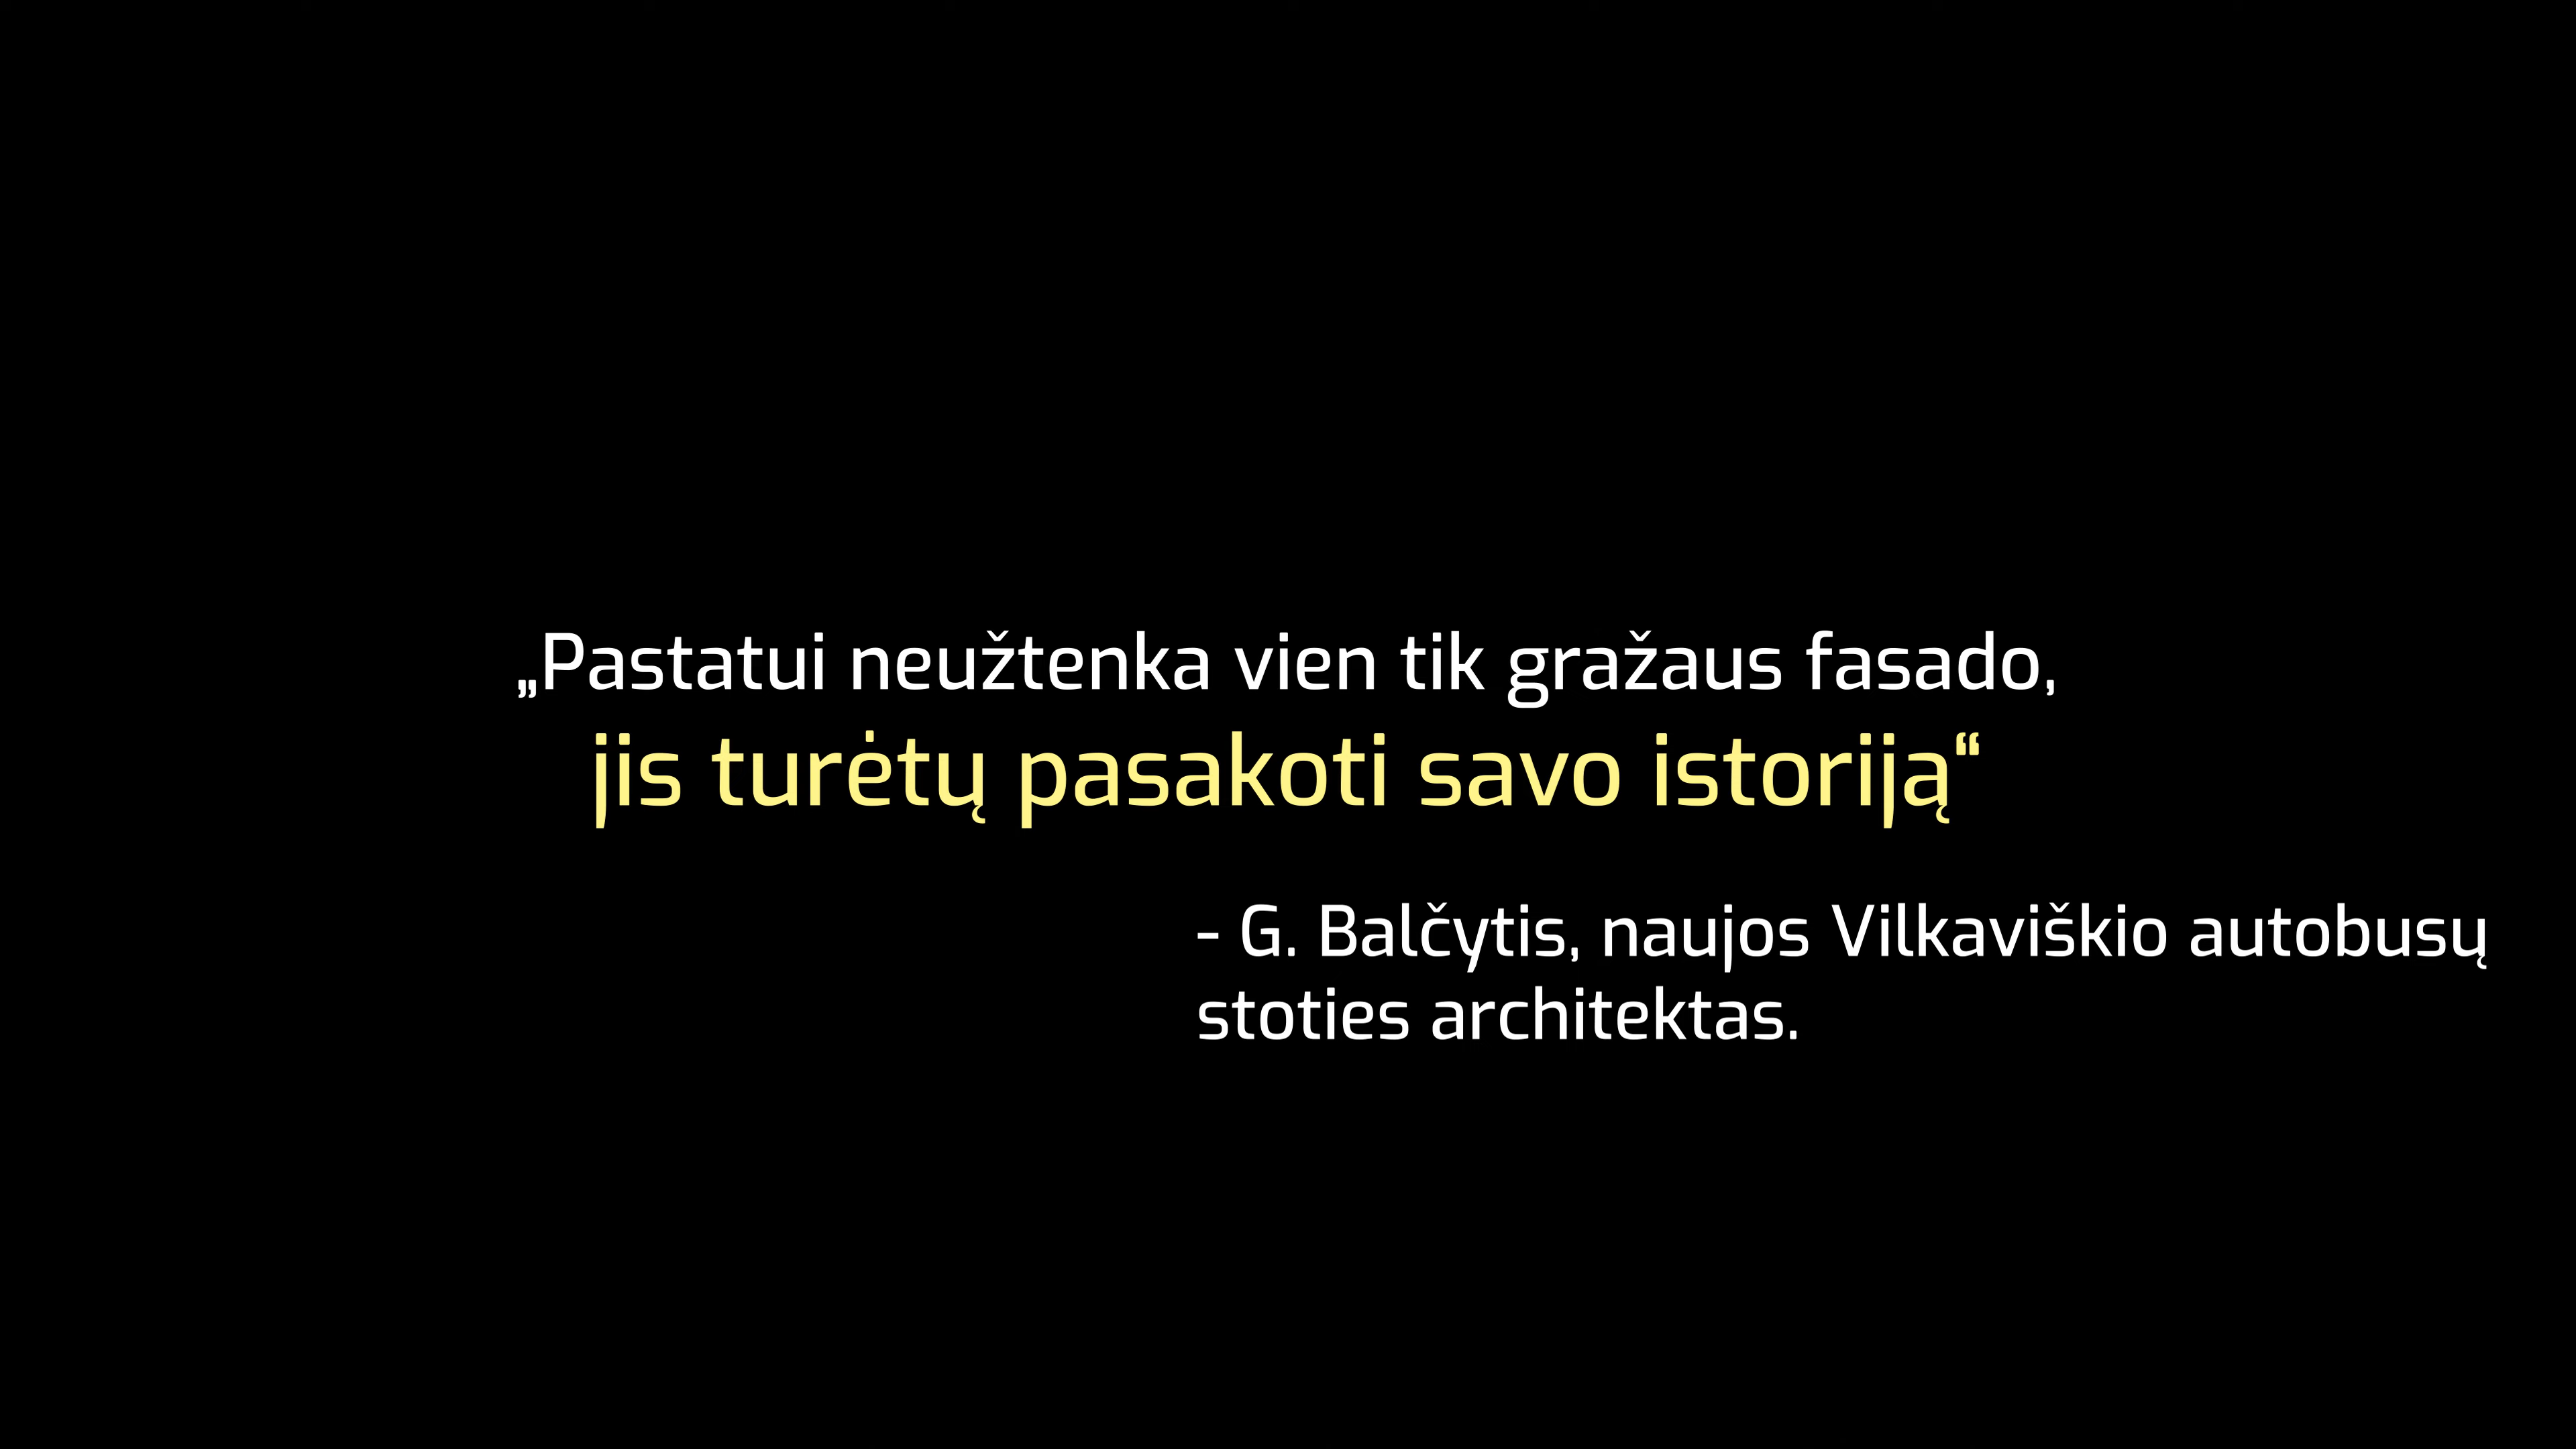 „Pastatui neužtenka vien tik gražaus fasado,
jis turėtų pasakoti savo istoriją“
- G. Balčytis, naujos Vilkaviškio autobusų
stoties architektas.